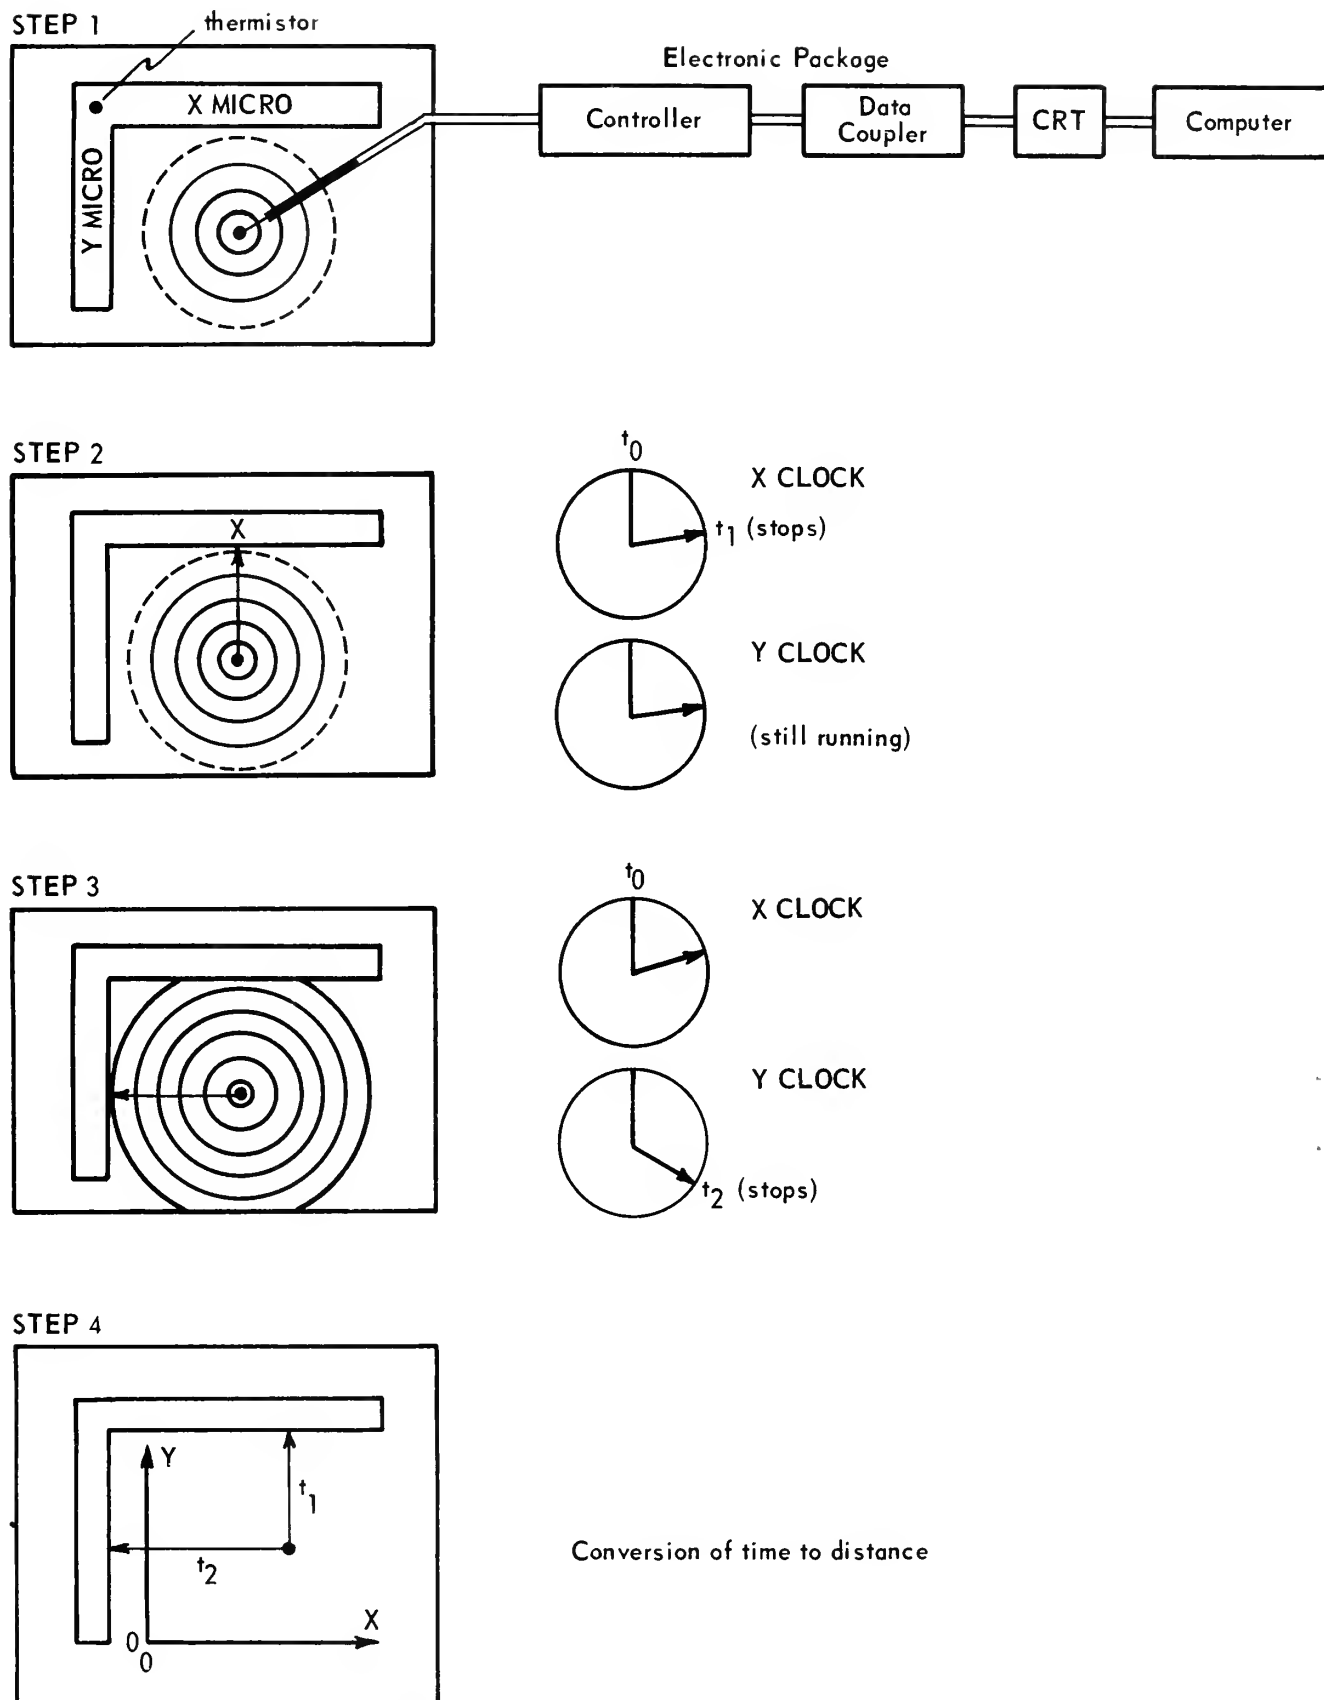 STEP 1
thermistor
Electronic Package
X MICRO
Y MICRO
Controller
Data
Coupler
CRT
Computer
STEP 2
X
t0
X CLOCK
t1 (stops)
Y CLOCK
(still running)
STEP 3
t0
X CLOCK
Y CLOCK
t2 (stops)
STEP 4
Y
t1
t2
X
0
0
Conversion of time to distance